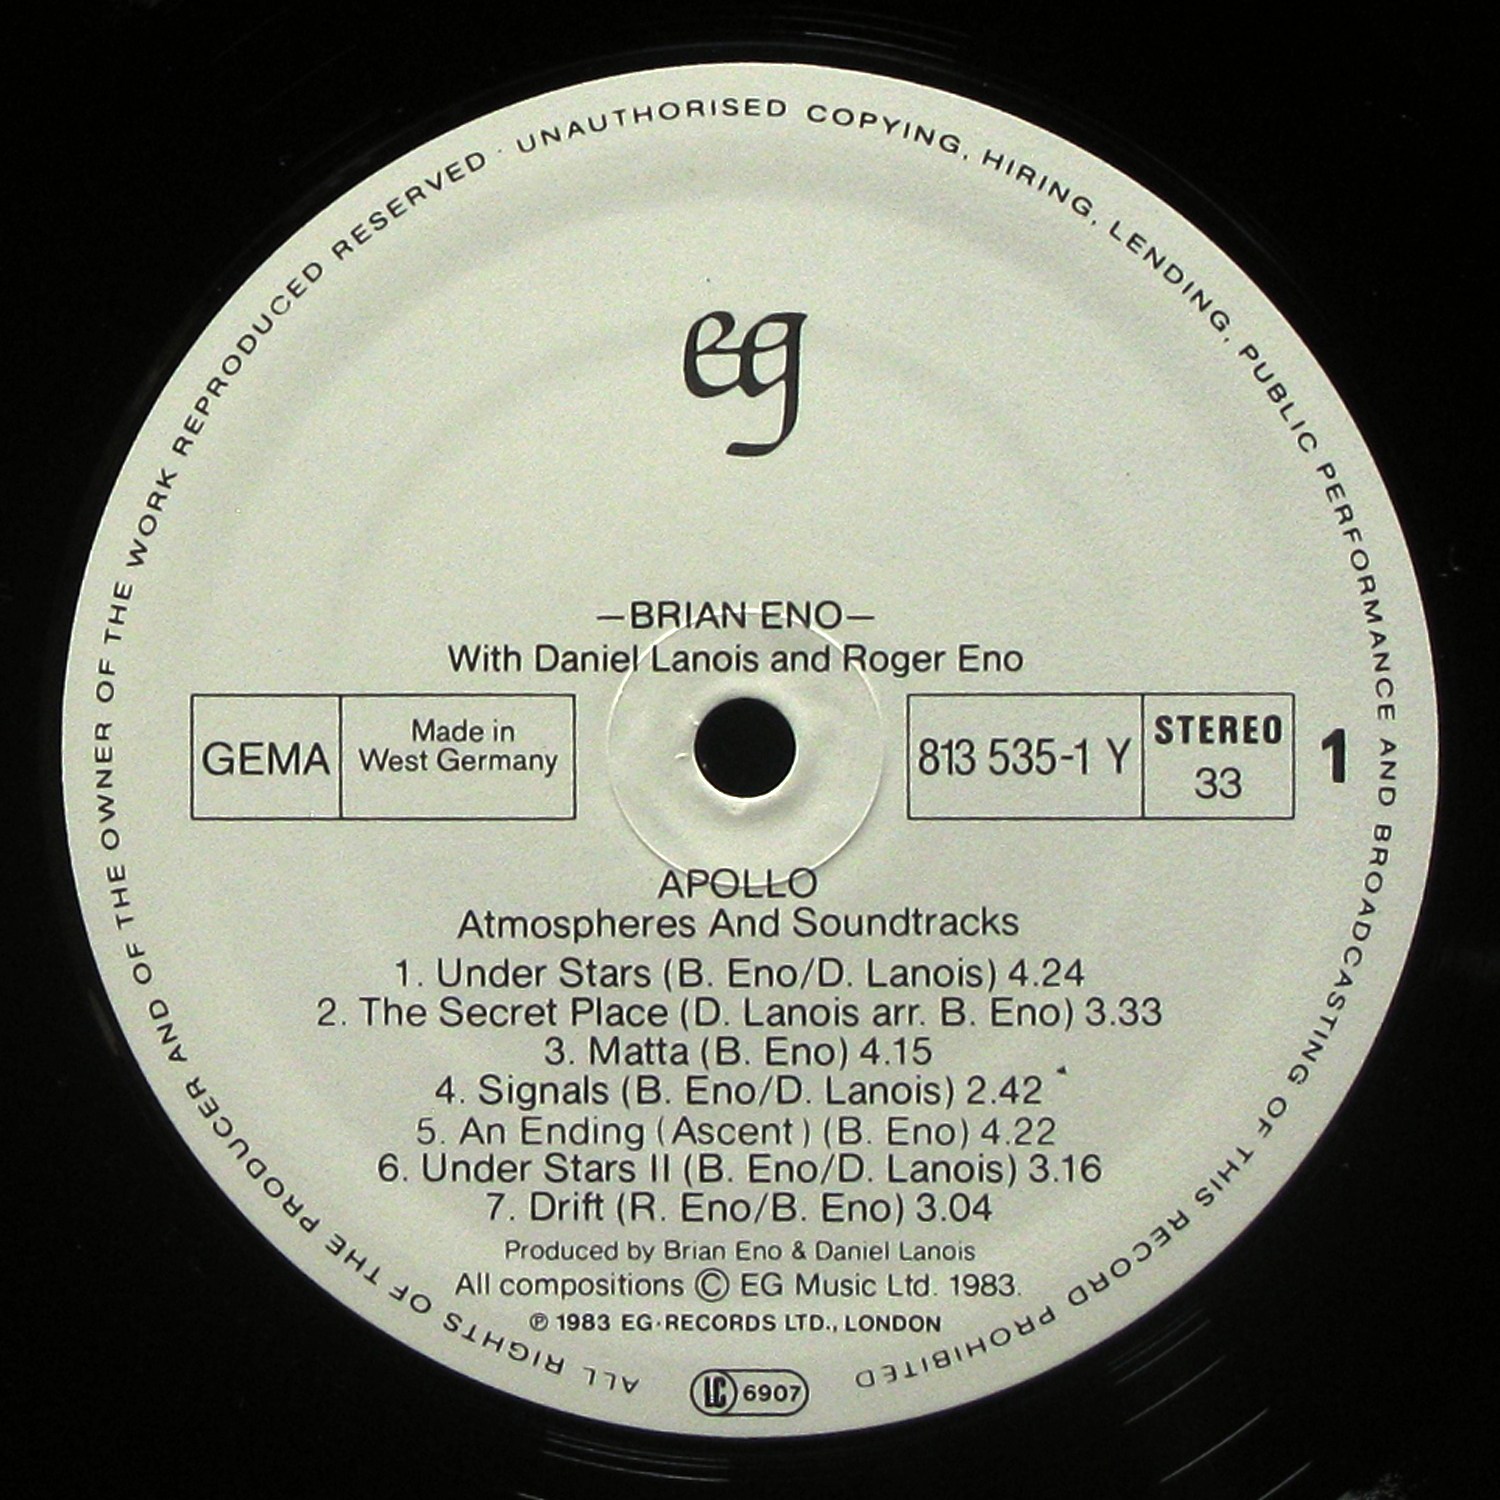 ALL RIGHTS OF THE PRODUCER AND OF THE OWNER OF THE WORK REPRODUCED RESERVED · UNAUTHORISED COPYING, HIRING, LENDING, PUBLIC PERFORMANCE AND BROADCASTING OF THIS RECORD PROHIBITED
eg
—BRIAN ENO—
With Daniel Lanois and Roger Eno
GEMA
Made in
West Germany
813 535-1 Y
STEREO
33
1
APOLLO
Atmospheres And Soundtracks
1. Under Stars (B. Eno/D. Lanois) 4.24
2. The Secret Place (D. Lanois arr. B. Eno) 3.33
3. Matta (B. Eno) 4.15
4. Signals (B. Eno/D. Lanois) 2.42
5. An Ending (Ascent) (B. Eno) 4.22
6. Under Stars II (B. Eno/D. Lanois) 3.16
7. Drift (R. Eno/B. Eno) 3.04
Produced by Brian Eno & Daniel Lanois
All compositions © EG Music Ltd. 1983.
℗ 1983 EG·RECORDS LTD., LONDON
LC 6907